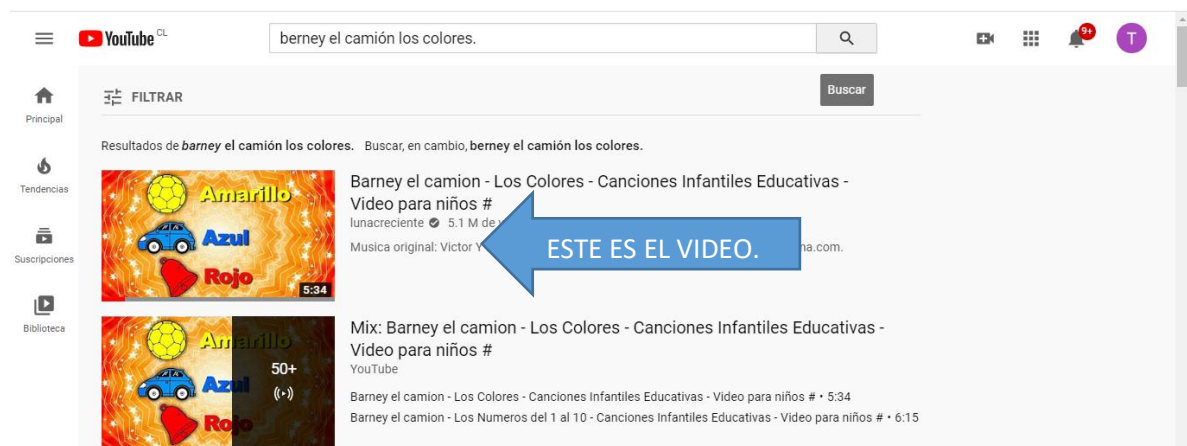 YouTube CL
berney el camión los colores.
9+
T
Principal
FILTRAR
Buscar
Resultados de barney el camión los colores. Buscar, en cambio, berney el camión los colores.
Tendencias
Suscripciones
Biblioteca
Amarillo
Azul
Rojo
5:34
Barney el camion - Los Colores - Canciones Infantiles Educativas -
Video para niños #
lunacreciente 5.1 M de
Musica original: Victor
ESTE ES EL VIDEO.
Azul
50+
Mix: Barney el camion - Los Colores - Canciones Infantiles Educativas -
Video para niños #
YouTube
Barney el camion - Los Colores - Canciones Infantiles Educativas - Video para niños # • 5:34
Barney el camion - Los Numeros del 1 al 10 - Canciones Infantiles Educativas - Video para niños # • 6:15